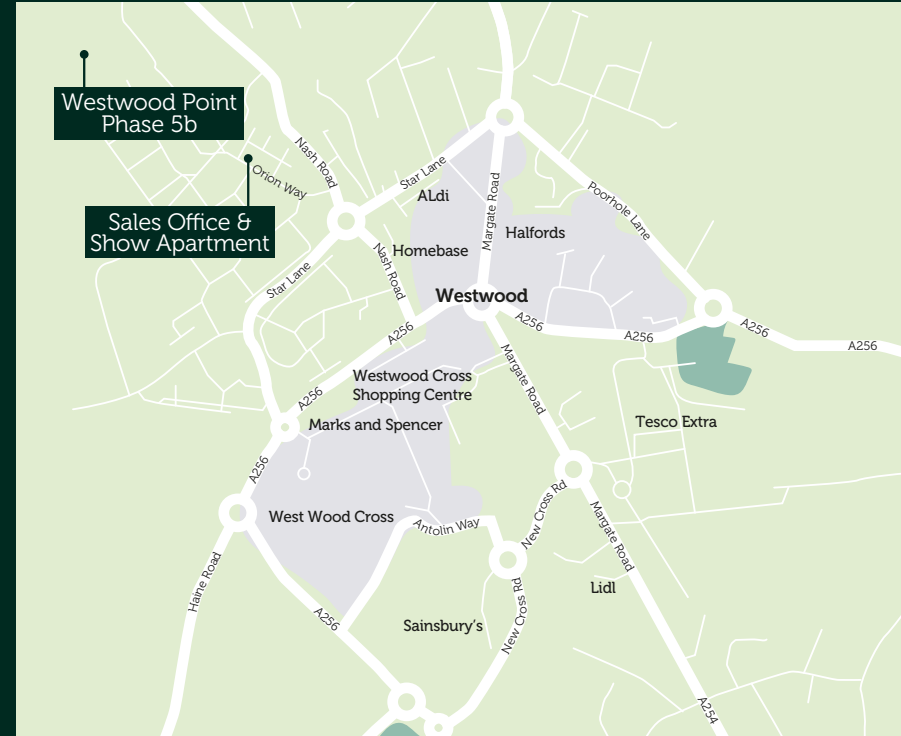 Westwood Point
Phase 5b
Nash Road
Orion Way
Star Lane
ALdi
Margate Road
Poorhole Lane
Sales Office &
Show Apartment
Halfords
Homebase
Nash Road
Star Lane
Westwood
A256
A256
A256
A256
A256
Margate Road
Westwood Cross
Shopping Centre
A256
Marks and Spencer
Tesco Extra
A256
West Wood Cross
Antolin Way
New Cross Rd
Margate Road
Haine Road
Lidl
A256
Sainsbury's
New Cross Rd
A254